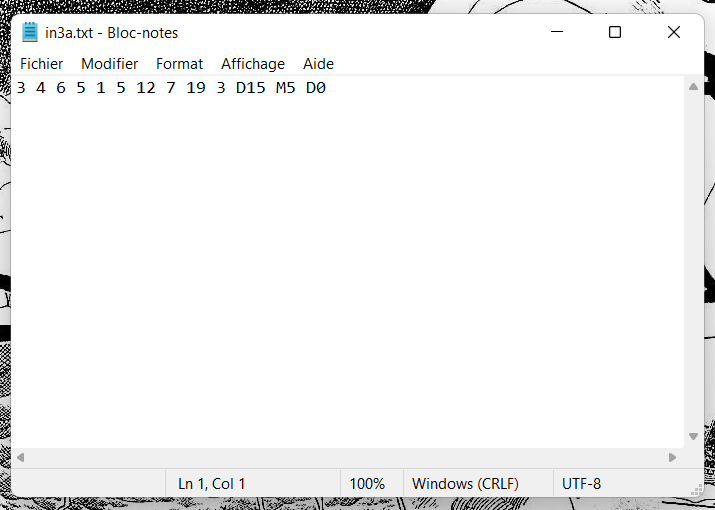 in3a.txt - Bloc-notes
Fichier Modifier Format Affichage Aide
3 4 6 5 1 5 12 7 19 3 D15 M5 D0
Ln 1, Col 1 100% Windows (CRLF) UTF-8